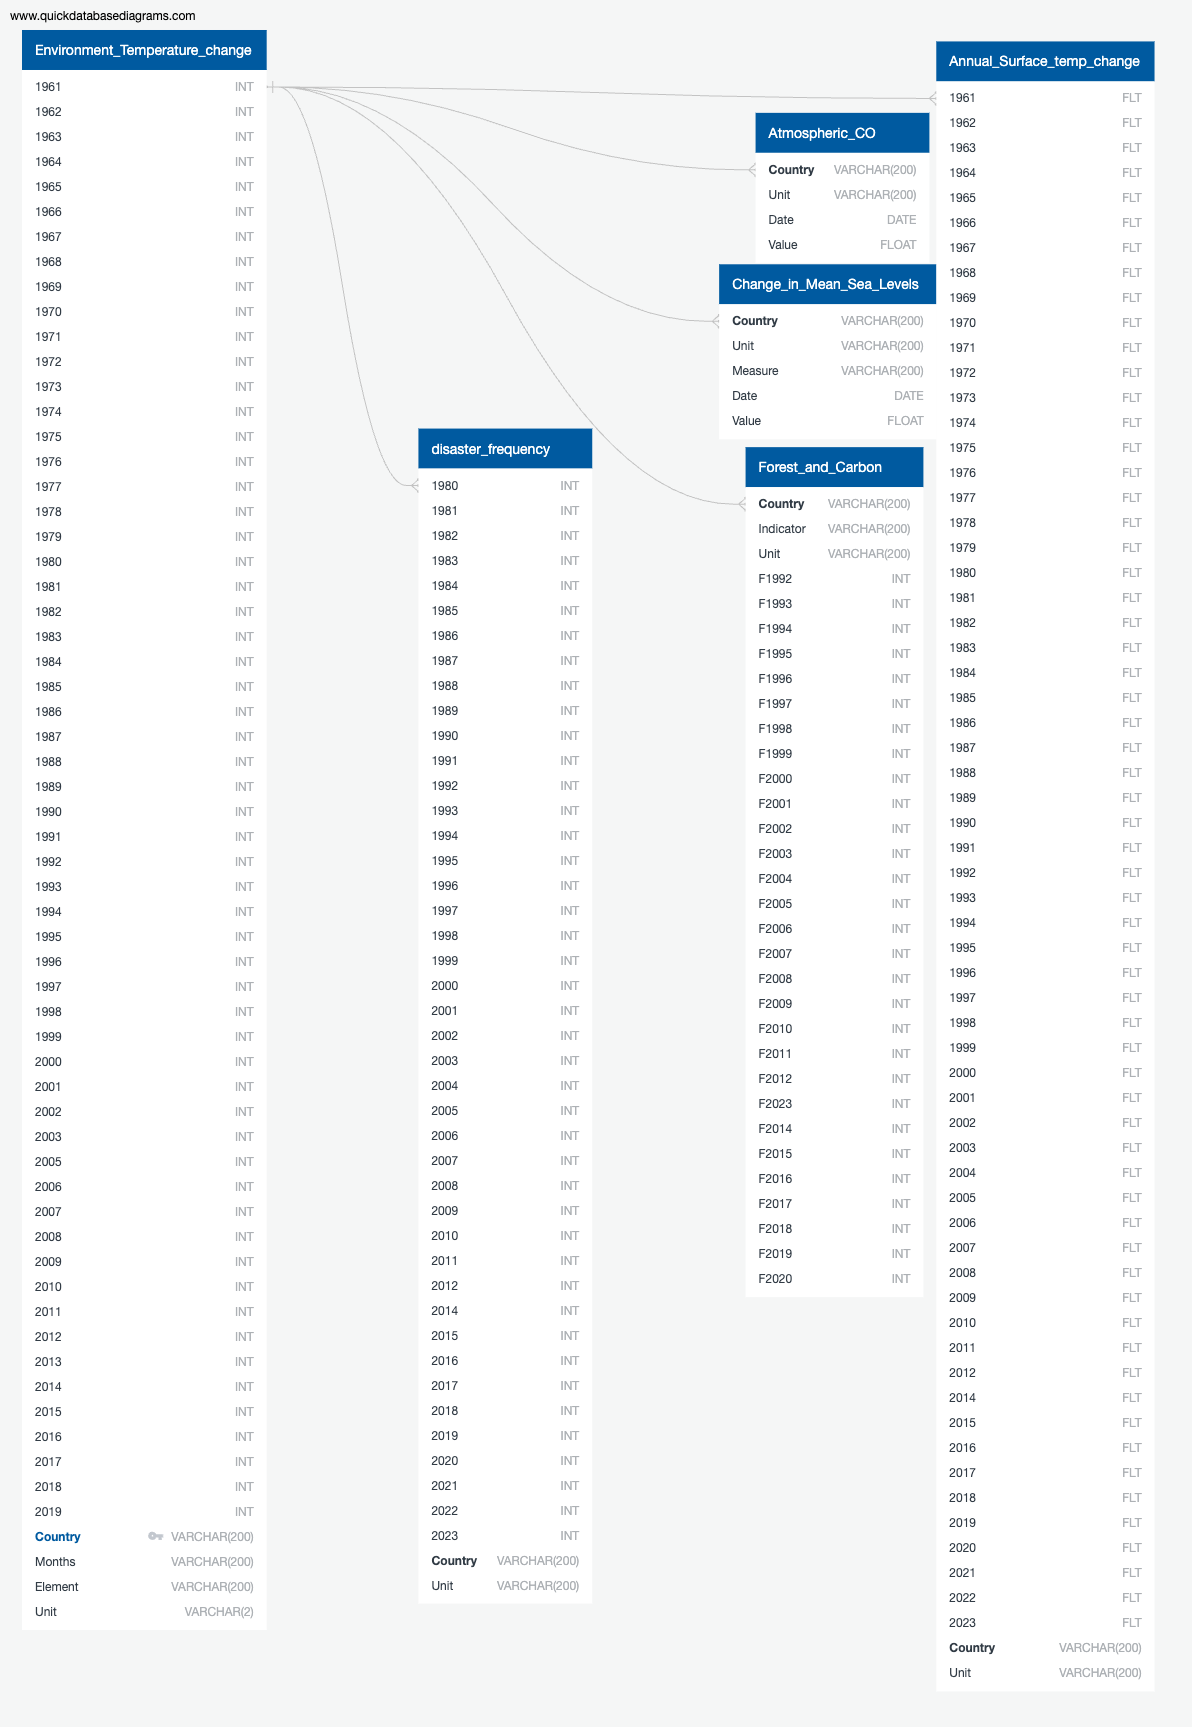 www.quickdatabasediagrams.com
Environment_Temperature_change
1961 INT
1962 INT
1963 INT
1964 INT
1965 INT
1966 INT
1967 INT
1968 INT
1969 INT
1970 INT
1971 INT
1972 INT
1973 INT
1974 INT
1975 INT
1976 INT
1977 INT
1978 INT
1979 INT
1980 INT
1981 INT
1982 INT
1983 INT
1984 INT
1985 INT
1986 INT
1987 INT
1988 INT
1989 INT
1990 INT
1991 INT
1992 INT
1993 INT
1994 INT
1995 INT
1996 INT
1997 INT
1998 INT
1999 INT
2000 INT
2001 INT
2002 INT
2003 INT
2005 INT
2006 INT
2007 INT
2008 INT
2009 INT
2010 INT
2011 INT
2012 INT
2013 INT
2014 INT
2015 INT
2016 INT
2017 INT
2018 INT
2019 INT
Country VARCHAR(200)
Months VARCHAR(200)
Element VARCHAR(200)
Unit VARCHAR(2)
disaster_frequency
1980 INT
1981 INT
1982 INT
1983 INT
1984 INT
1985 INT
1986 INT
1987 INT
1988 INT
1989 INT
1990 INT
1991 INT
1992 INT
1993 INT
1994 INT
1995 INT
1996 INT
1997 INT
1998 INT
1999 INT
2000 INT
2001 INT
2002 INT
2003 INT
2004 INT
2005 INT
2006 INT
2007 INT
2008 INT
2009 INT
2010 INT
2011 INT
2012 INT
2014 INT
2015 INT
2016 INT
2017 INT
2018 INT
2019 INT
2020 INT
2021 INT
2022 INT
2023 INT
Country VARCHAR(200)
Unit VARCHAR(200)
Atmospheric_CO
Country VARCHAR(200)
Unit VARCHAR(200)
Date DATE
Value FLOAT
Change_in_Mean_Sea_Levels
Country VARCHAR(200)
Unit VARCHAR(200)
Measure VARCHAR(200)
Date DATE
Value FLOAT
Forest_and_Carbon
Country VARCHAR(200)
Indicator VARCHAR(200)
Unit VARCHAR(200)
F1992 INT
F1993 INT
F1994 INT
F1995 INT
F1996 INT
F1997 INT
F1998 INT
F1999 INT
F2000 INT
F2001 INT
F2002 INT
F2003 INT
F2004 INT
F2005 INT
F2006 INT
F2007 INT
F2008 INT
F2009 INT
F2010 INT
F2011 INT
F2012 INT
F2023 INT
F2014 INT
F2015 INT
F2016 INT
F2017 INT
F2018 INT
F2019 INT
F2020 INT
Annual_Surface_temp_change
1961 FLT
1962 FLT
1963 FLT
1964 FLT
1965 FLT
1966 FLT
1967 FLT
1968 FLT
1969 FLT
1970 FLT
1971 FLT
1972 FLT
1973 FLT
1974 FLT
1975 FLT
1976 FLT
1977 FLT
1978 FLT
1979 FLT
1980 FLT
1981 FLT
1982 FLT
1983 FLT
1984 FLT
1985 FLT
1986 FLT
1987 FLT
1988 FLT
1989 FLT
1990 FLT
1991 FLT
1992 FLT
1993 FLT
1994 FLT
1995 FLT
1996 FLT
1997 FLT
1998 FLT
1999 FLT
2000 FLT
2001 FLT
2002 FLT
2003 FLT
2004 FLT
2005 FLT
2006 FLT
2007 FLT
2008 FLT
2009 FLT
2010 FLT
2011 FLT
2012 FLT
2014 FLT
2015 FLT
2016 FLT
2017 FLT
2018 FLT
2019 FLT
2020 FLT
2021 FLT
2022 FLT
2023 FLT
Country VARCHAR(200)
Unit VARCHAR(200)